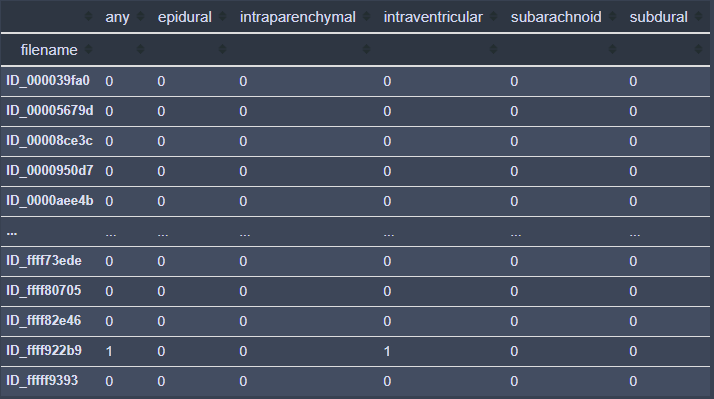 any epidural intraparenchymal intraventricular subarachnoid subdural
filename
ID_000039fa0 0 0 0 0 0 0
ID_00005679d 0 0 0 0 0 0
ID_00008ce3c 0 0 0 0 0 0
ID_0000950d7 0 0 0 0 0 0
ID_0000aee4b 0 0 0 0 0 0
... ... ... ... ... ... ...
ID_ffff73ede 0 0 0 0 0 0
ID_ffff80705 0 0 0 0 0 0
ID_ffff82e46 0 0 0 0 0 0
ID_ffff922b9 1 0 0 1 0 0
ID_fffff9393 0 0 0 0 0 0